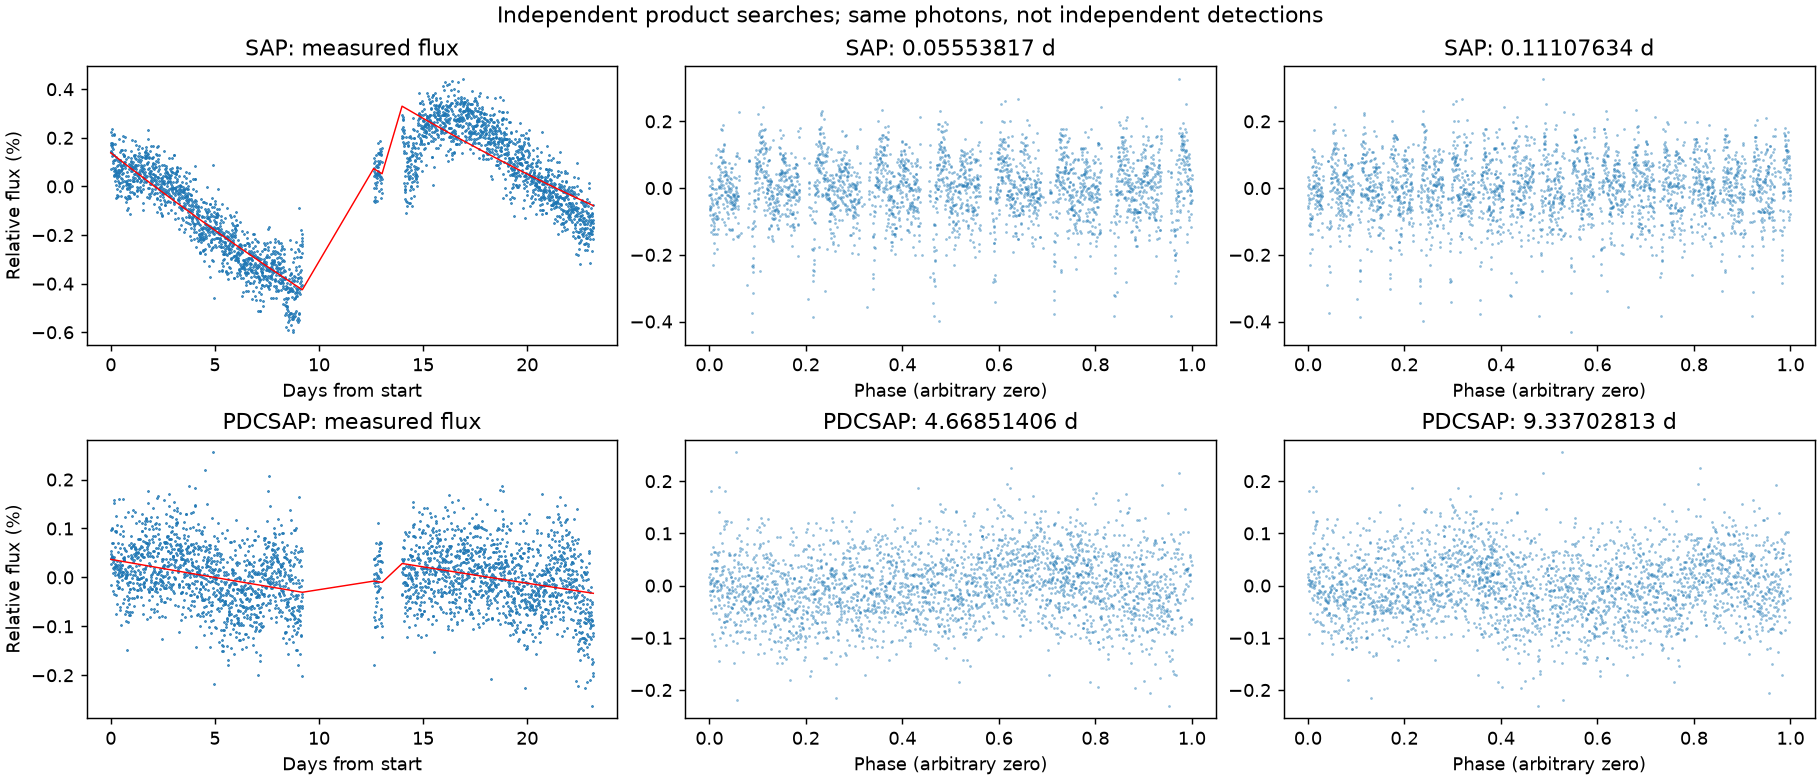 Independent product searches; same photons, not independent detections
SAP: measured flux
SAP: 0.05553817 d
SAP: 0.11107634 d
Relative flux (%)
0.4
0.2
0.0
−0.2
−0.4
−0.6
0 5 10 15 20
Days from start
0.2
0.0
−0.2
−0.4
0.0 0.2 0.4 0.6 0.8 1.0
Phase (arbitrary zero)
0.2
0.0
−0.2
−0.4
0.0 0.2 0.4 0.6 0.8 1.0
Phase (arbitrary zero)
PDCSAP: measured flux
PDCSAP: 4.66851406 d
PDCSAP: 9.33702813 d
Relative flux (%)
0.2
0.1
0.0
−0.1
−0.2
0 5 10 15 20
Days from start
0.2
0.1
0.0
−0.1
−0.2
0.0 0.2 0.4 0.6 0.8 1.0
Phase (arbitrary zero)
0.2
0.1
0.0
−0.1
−0.2
0.0 0.2 0.4 0.6 0.8 1.0
Phase (arbitrary zero)